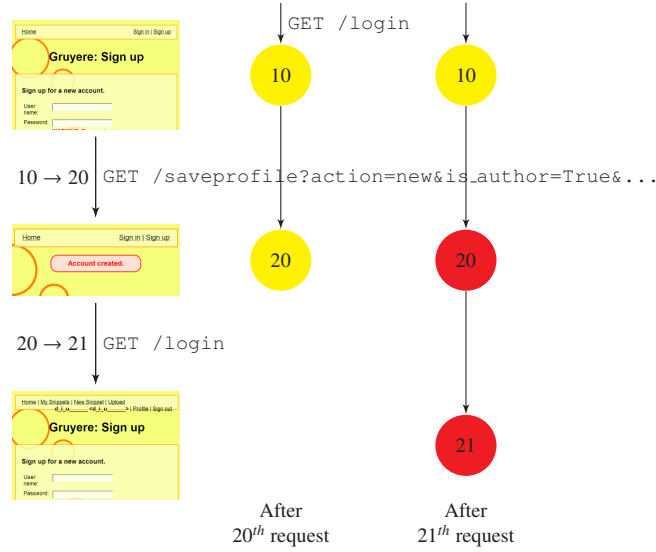 GET /login
Home Sign in | Sign up
Gruyere: Sign up
10 10
Sign up for a new account.
User
name:
Password:
10 → 20 GET /saveprofile?action=new&is_author=True&...
Home Sign in | Sign up
Account created.
20 20
20 → 21 GET /login
Home | My Snippets | New Snippet | Upload
d_i_u______ <d_i_u______> | Profile | Sign out
Gruyere: Sign up
21
Sign up for a new account.
User
name:
Password:
After After
20th request 21th request